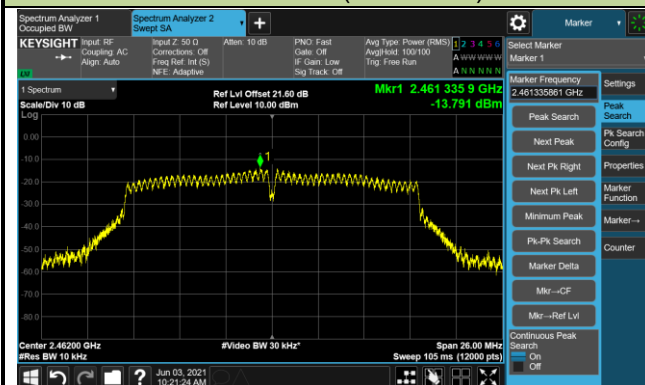 Spectrum Analyzer 1
Occupied BW
Spectrum Analyzer 2
Swept SA
+
Marker
KEYSIGHT
Input: RF
Coupling: AC
Align: Auto
Input Z: 50 Ω
Corrections: Off
Freq Ref: Int (S)
NFE: Adaptive
Atten: 10 dB
PNO: Fast
Gate: Off
IF Gain: Low
Sig Track: Off
Avg Type: Power (RMS)
Avg|Hold: 100/100
Trig: Free Run
1 2 3 4 5 6
A W W W W W
A N N N N N
LVI
Select Marker
Marker 1
1 Spectrum
Scale/Div 10 dB
Log
Ref Lvl Offset 21.60 dB
Ref Level 10.00 dBm
Mkr1 2.461 335 9 GHz
-13.791 dBm
Marker Frequency
2.461335861 GHz
Peak Search
Next Peak
Next Pk Right
Next Pk Left
Minimum Peak
Pk-Pk Search
Marker Delta
Mkr→CF
Mkr→Ref Lvl
Continuous Peak
Search
On
Off
Settings
Peak
Search
Pk Search
Config
Properties
Marker
Function
Marker→
Counter
0.00
-10.0
-20.0
-30.0
-40.0
-50.0
-60.0
-70.0
-80.0
1
Center 2.46200 GHz
#Res BW 10 kHz
#Video BW 30 kHz*
Span 26.00 MHz
Sweep 105 ms (12000 pts)
?
Jun 03, 2021
10:21:24 AM